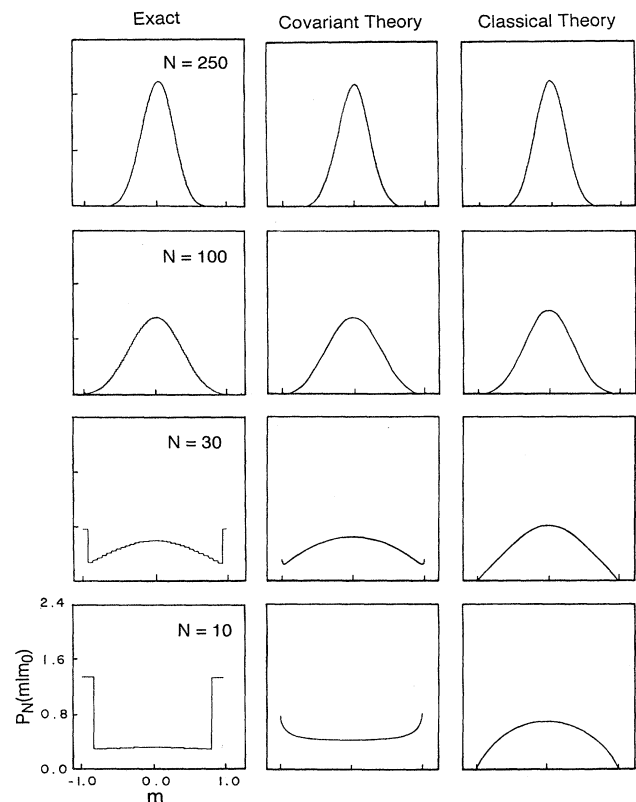 Exact Covariant Theory Classical Theory
N = 250
N = 100
N = 30
N = 10
2.4
1.6
0.8
0.0
P_N(m|m_0)
-1.0 0.0 1.0
m